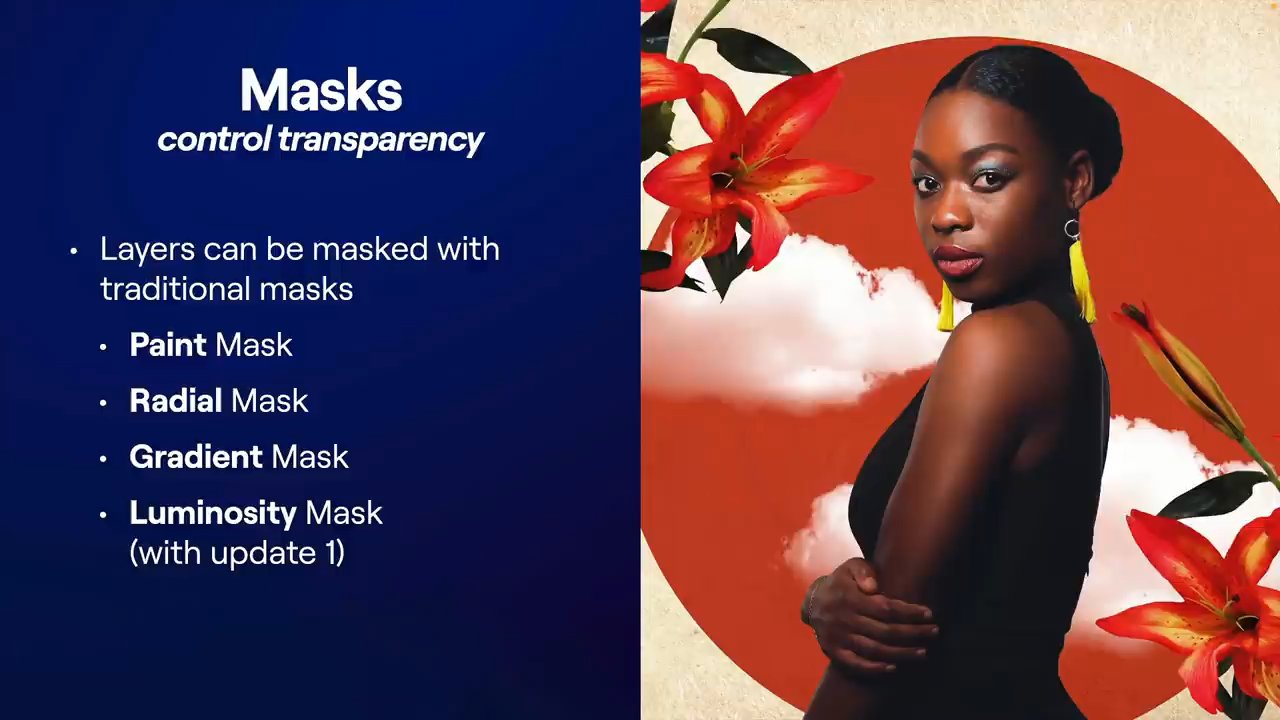 Masks
control transparency
• Layers can be masked with
traditional masks
• Paint Mask
• Radial Mask
• Gradient Mask
• Luminosity Mask
(with update 1)